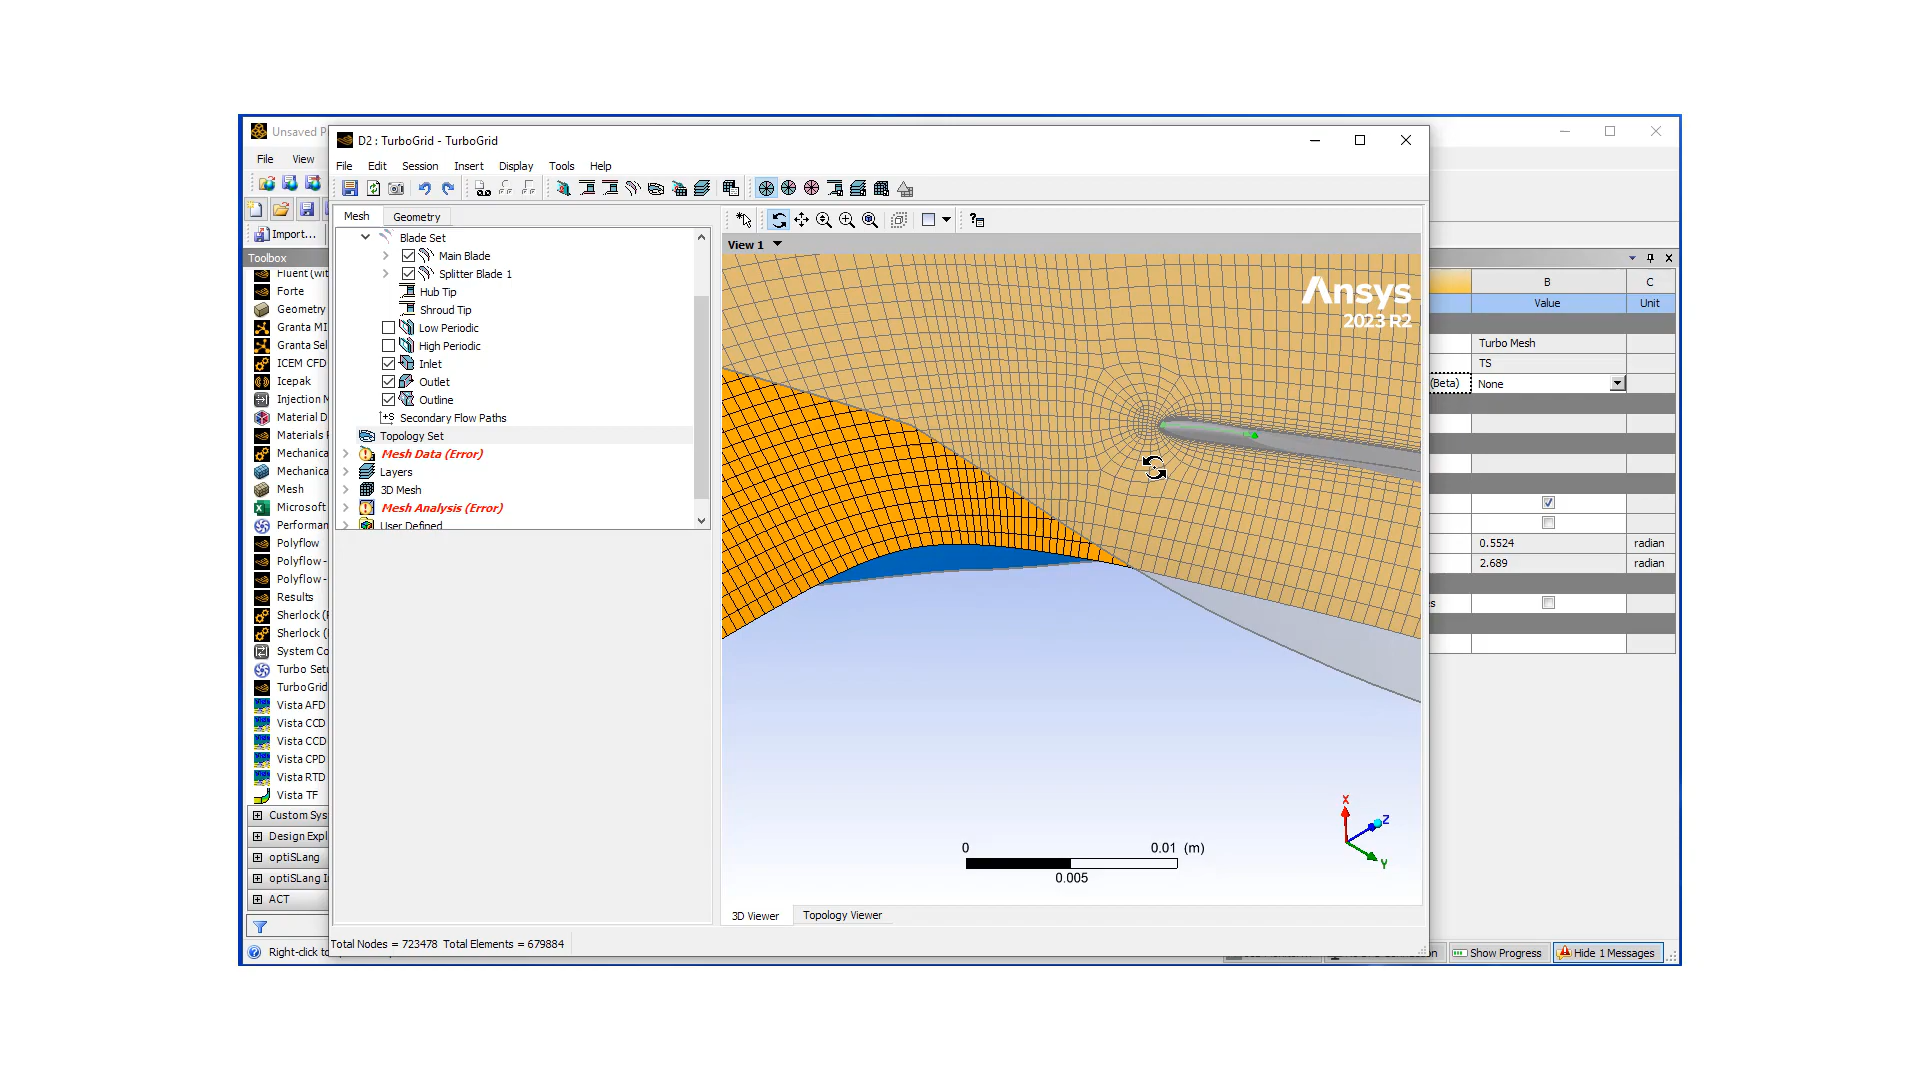 Unsaved P
File View
Import...
Toolbox
Fluent (wit
Forte
Geometry
Granta MI
Granta Sel
ICEM CFD
Icepak
Injection M
Material D
Materials F
Mechanica
Mechanica
Mesh
Microsoft
Performan
Polyflow
Polyflow -
Polyflow -
Results
Sherlock (F
Sherlock (
System Co
Turbo Setu
TurboGrid
Vista AFD
Vista CCD
Vista CCD
Vista CPD
Vista RTD
Vista TF
Custom Sys
Design Expl
optiSLang
optiSLang I
ACT
Right-click to
D2 : TurboGrid - TurboGrid
File Edit Session Insert Display Tools Help
Mesh Geometry
Blade Set
Main Blade
Splitter Blade 1
Hub Tip
Shroud Tip
Low Periodic
High Periodic
Inlet
Outlet
Outline
Secondary Flow Paths
Topology Set
Mesh Data (Error)
Layers
3D Mesh
Mesh Analysis (Error)
User Defined
View 1
Ansys
2023 R2
0 0.01 (m)
0.005
X
Z
Y
3D Viewer Topology Viewer
Total Nodes = 723478 Total Elements = 679884
B C
Value Unit
Turbo Mesh
TS
(Beta) None
0.5524 radian
2.689 radian
s
Show Progress Hide 1 Messages